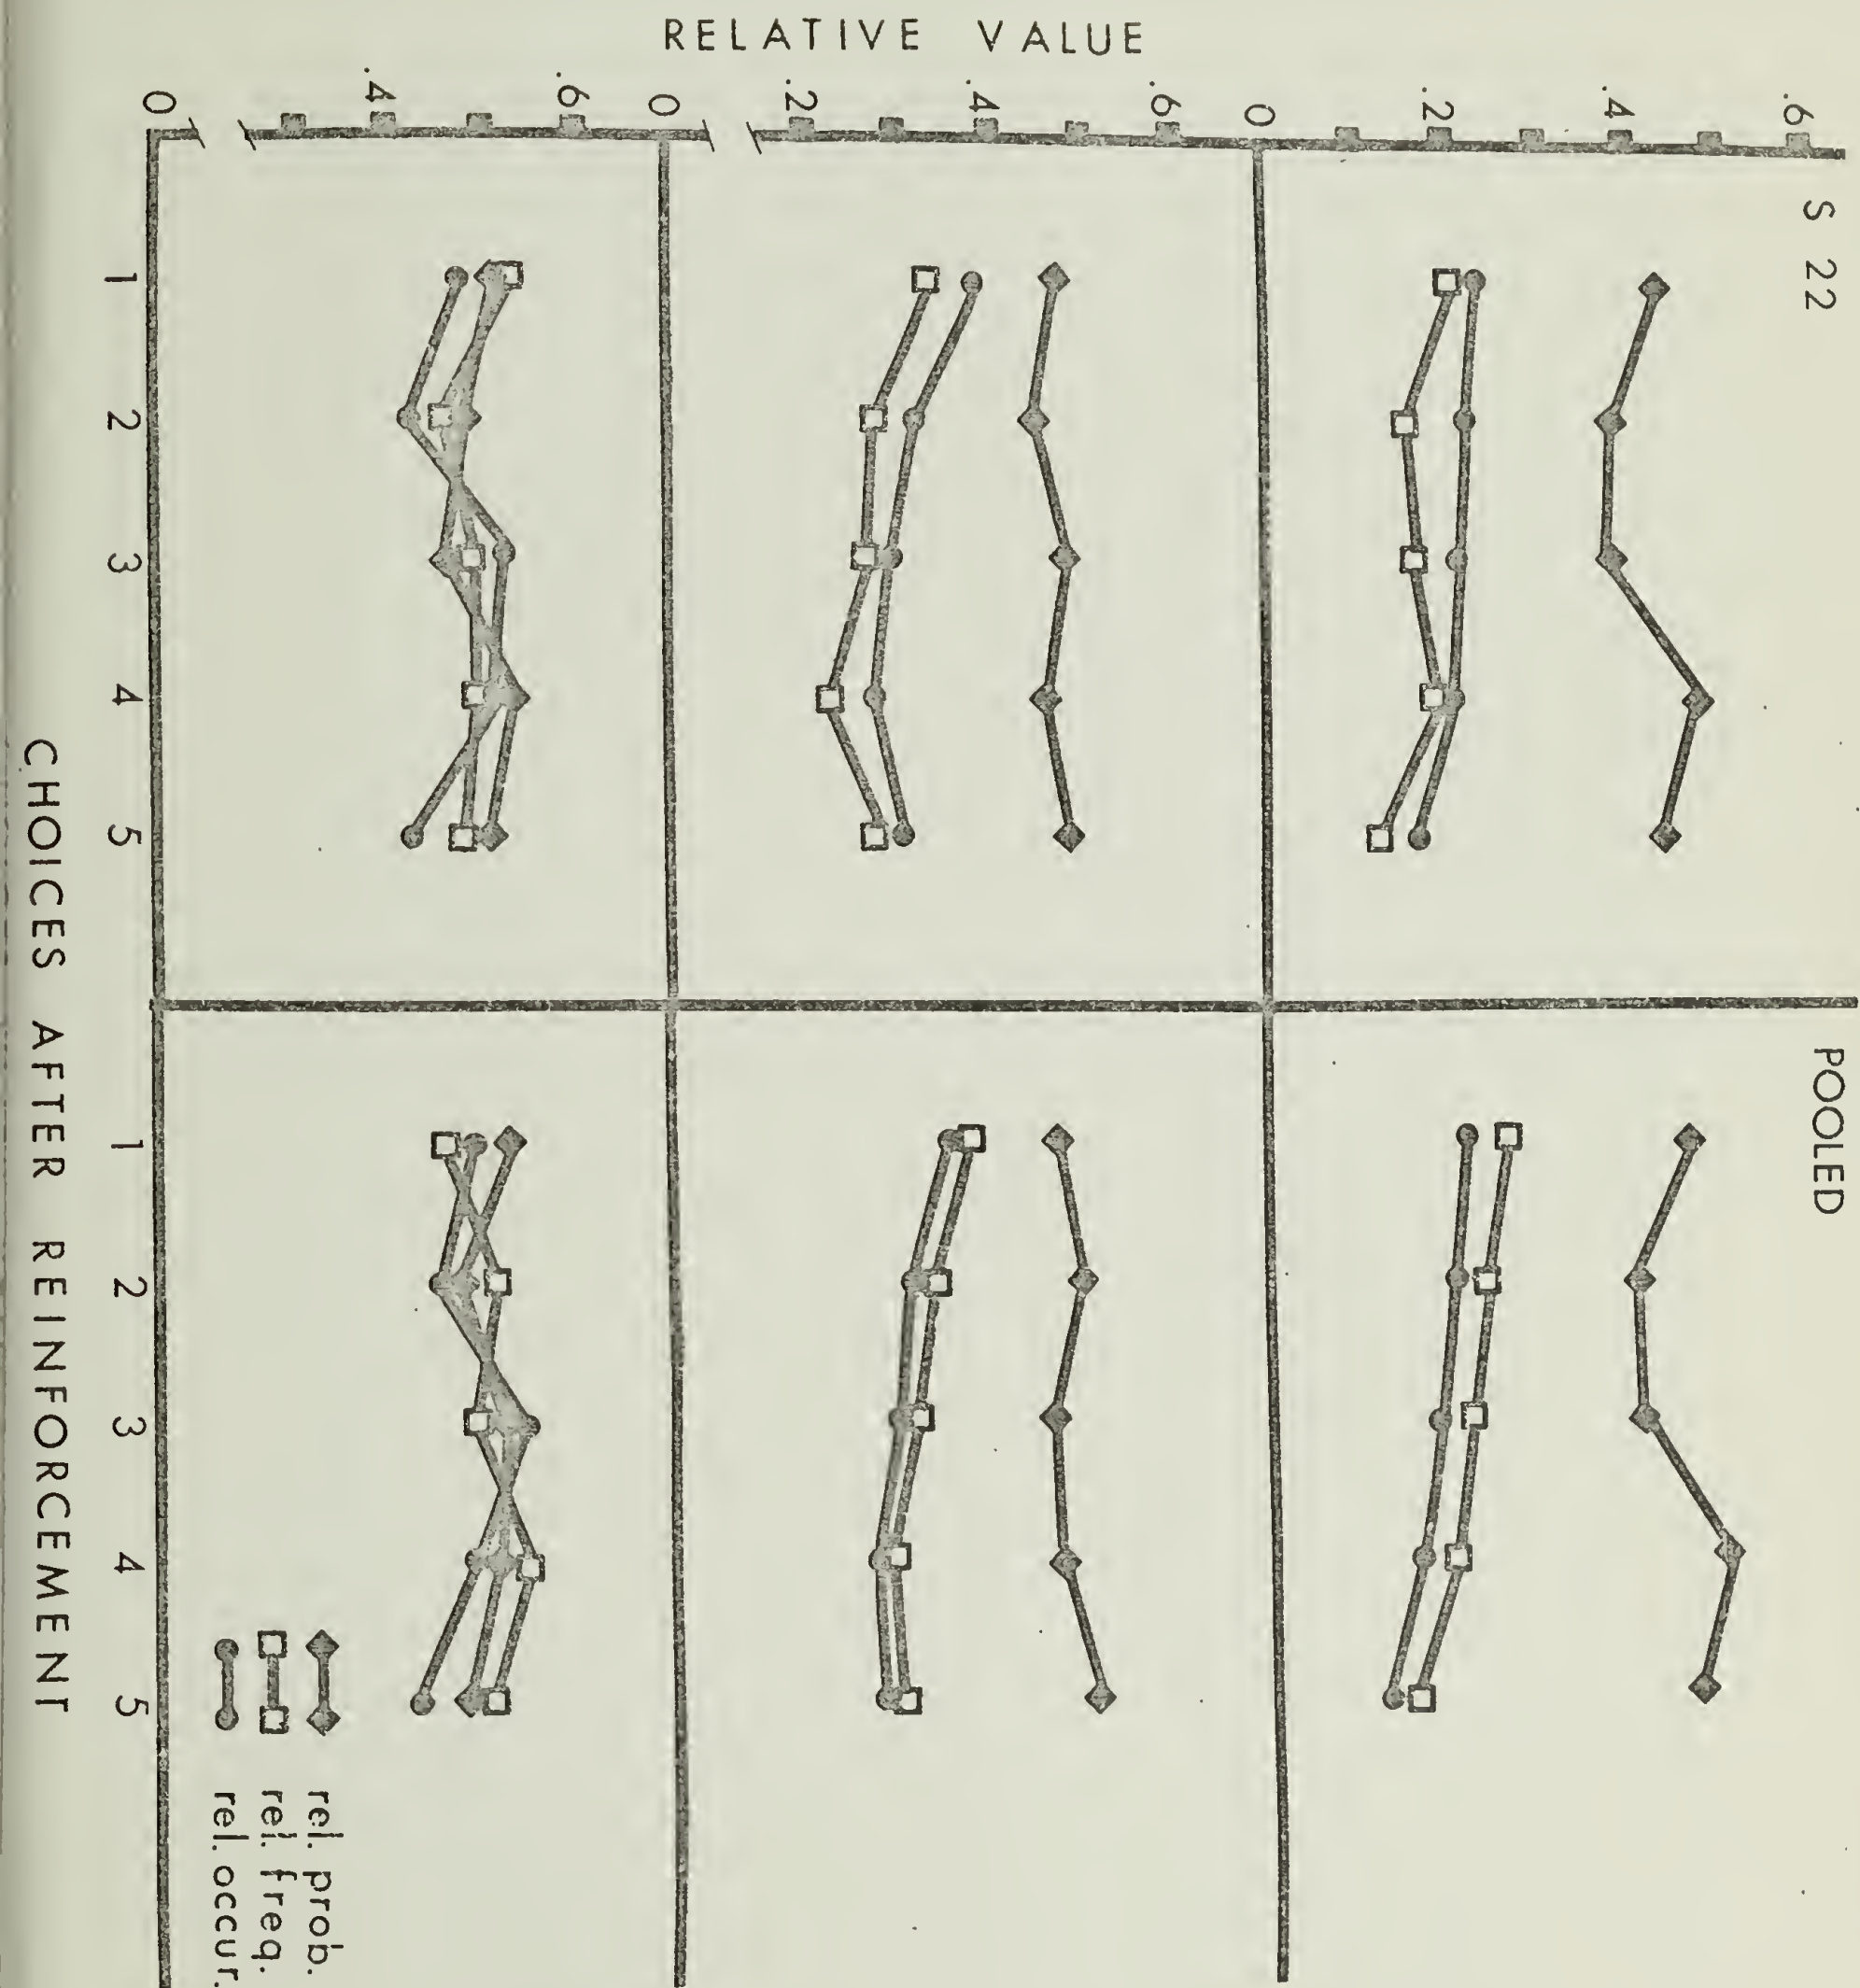 S 22
POOLED
RELATIVE VALUE
.6
.4
.2
0
.6
.4
.2
0
.6
.4
0
rel. prob.
rel. freq.
rel. occur.
1 2 3 4 5 1 2 3 4 5
CHOICES AFTER REINFORCEMENT